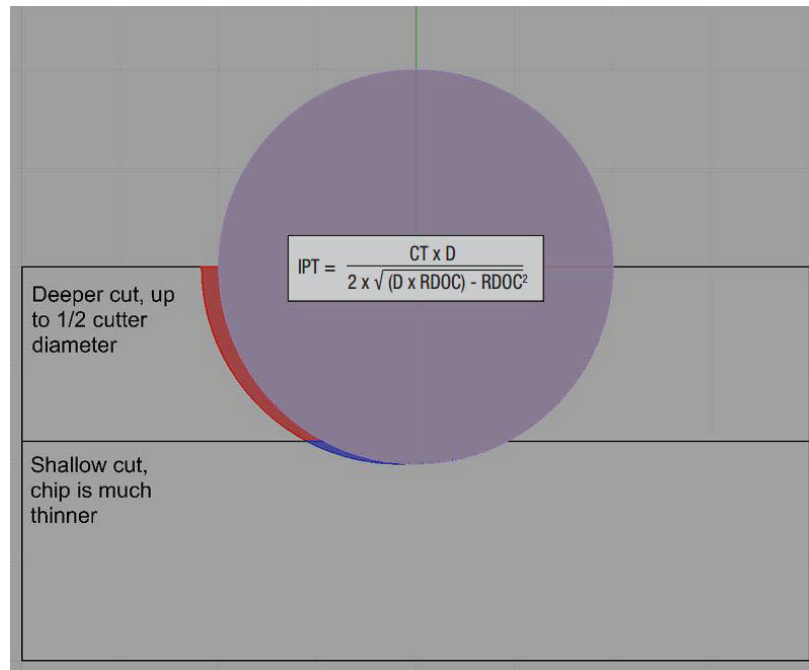 IPT = CT x D / 2 x √(D x RDOC) - RDOC²
Deeper cut, up
to 1/2 cutter
diameter
Shallow cut,
chip is much
thinner